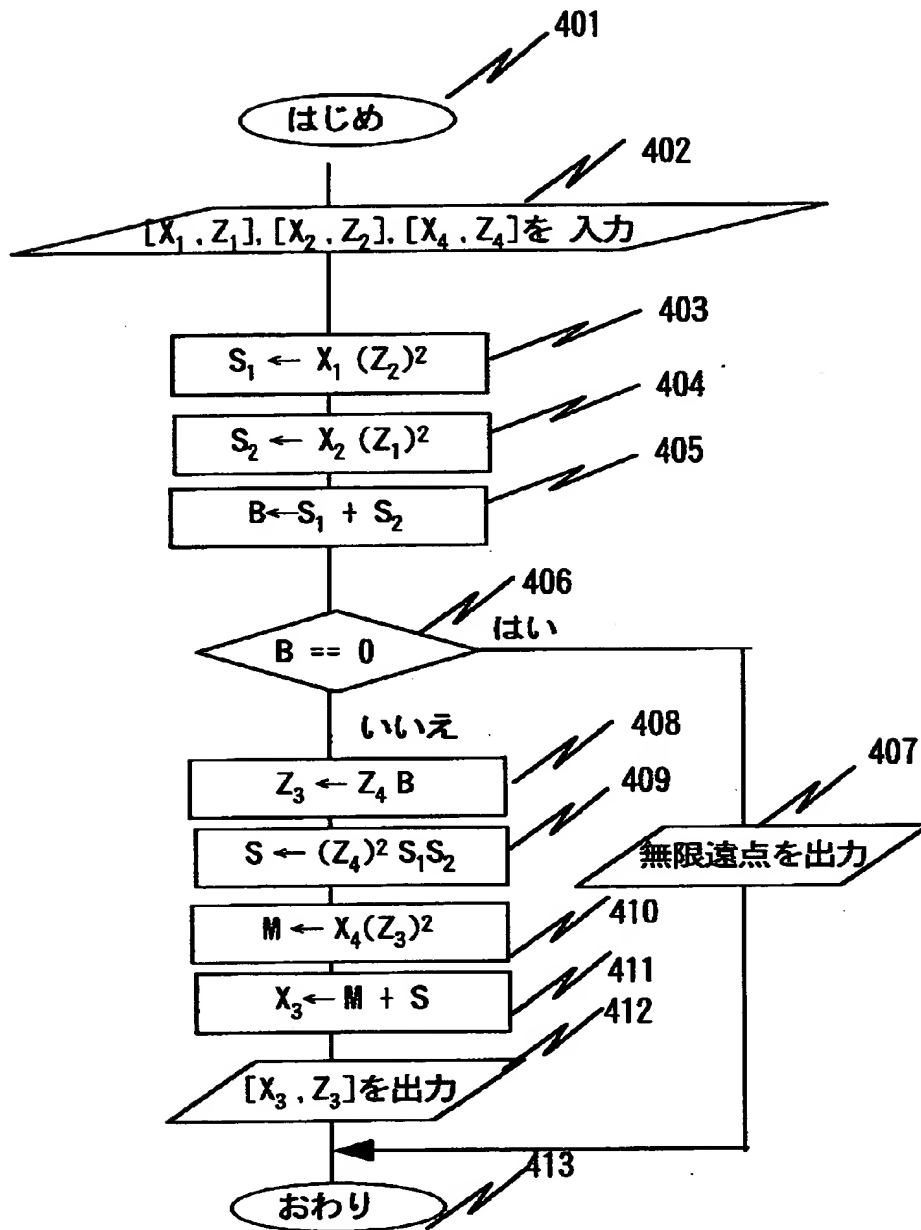 401
はじめ
402
[X₁, Z₁], [X₂, Z₂], [X₄, Z₄]を 入力
403
S₁ ← X₁ (Z₂)²
404
S₂ ← X₂ (Z₁)²
405
B←S₁ + S₂
406
B == 0
はい
いいえ
408
407
Z₃ ← Z₄ B
409
S ← (Z₄)² S₁S₂
無限遠点を出力
M ← X₄(Z₃)²
410
X₃← M + S
411
412
[X₃, Z₃]を出力
413
おわり